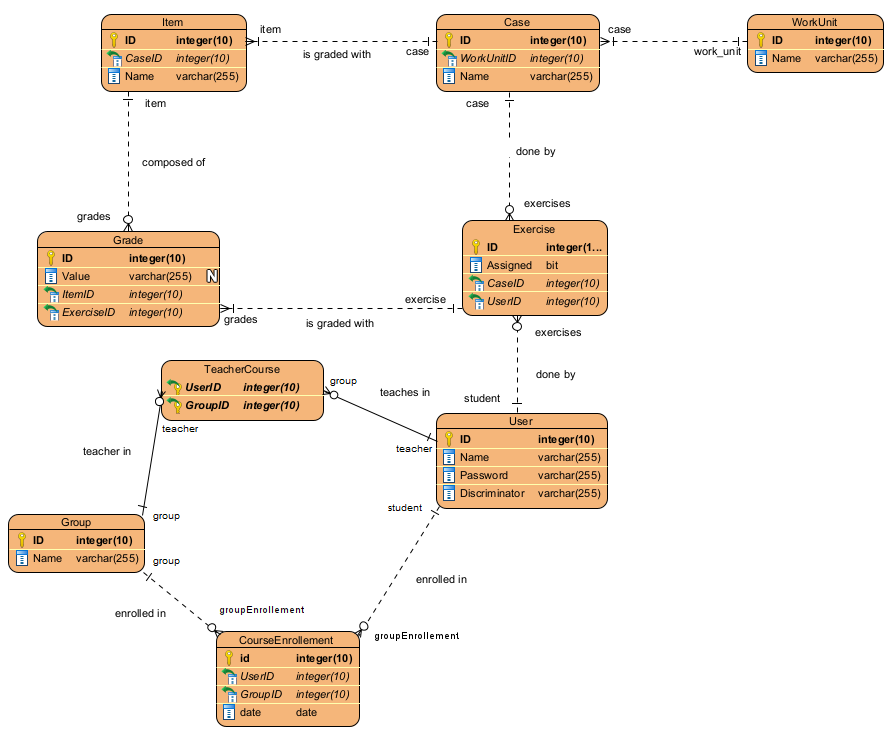 Item
ID integer(10)
CaseID integer(10)
Name varchar(255)
item
is graded with
case
Case
ID integer(10)
WorkUnitID integer(10)
Name varchar(255)
case
work_unit
WorkUnit
ID integer(10)
Name varchar(255)
item
composed of
grades
case
done by
exercises
Grade
ID integer(10)
Value varchar(255) N
ItemID integer(10)
ExerciseID integer(10)
exercise
is graded with
grades
Exercise
ID integer(1...
Assigned bit
CaseID integer(10)
UserID integer(10)
exercises
done by
student
TeacherCourse
UserID integer(10)
GroupID integer(10)
group
teaches in
teacher
teacher
teacher in
group
User
ID integer(10)
Name varchar(255)
Password varchar(255)
Discriminator varchar(255)
student
enrolled in
groupEnrollement
Group
ID integer(10)
Name varchar(255)
group
enrolled in
groupEnrollement
CourseEnrollement
id integer(10)
UserID integer(10)
GroupID integer(10)
date date